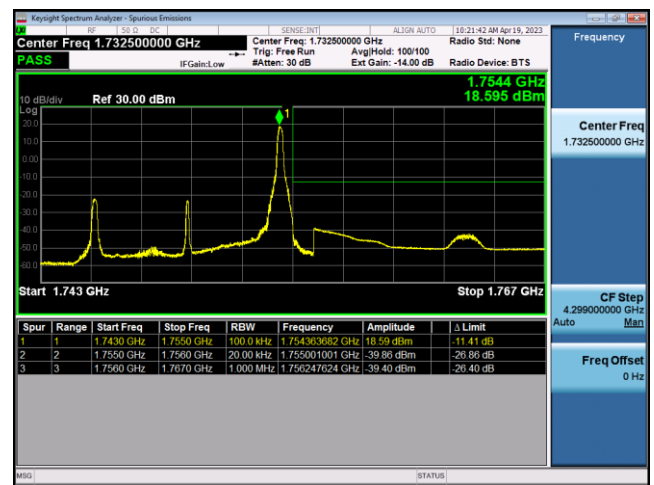 Keysight Spectrum Analyzer - Spurious Emissions
RF 50 Ω DC SENSE:INT ALIGN AUTO 10:21:42 AM Apr 19, 2023
Center Freq 1.732500000 GHz
PASS
IFGain:Low
Center Freq: 1.732500000 GHz
Trig: Free Run Avg|Hold: 100/100
#Atten: 30 dB Ext Gain: -14.00 dB
Radio Std: None
Radio Device: BTS
1.7544 GHz
18.595 dBm
10 dB/div Ref 30.00 dBm
Log
1
20.0
10.0
0.00
-10.0
-20.0
-30.0
-40.0
-50.0
-60.0
Start 1.743 GHz Stop 1.767 GHz
Spur Range Start Freq Stop Freq RBW Frequency Amplitude Δ Limit
1 1 1.7430 GHz 1.7550 GHz 100.0 kHz 1.754363682 GHz 18.59 dBm -11.41 dB
2 2 1.7550 GHz 1.7560 GHz 20.00 kHz 1.755001001 GHz -39.86 dBm -26.86 dB
3 3 1.7560 GHz 1.7670 GHz 1.000 MHz 1.756247624 GHz -39.40 dBm -26.40 dB
MSG STATUS
Frequency
Center Freq
1.732500000 GHz
CF Step
4.299000000 GHz
Auto Man
Freq Offset
0 Hz